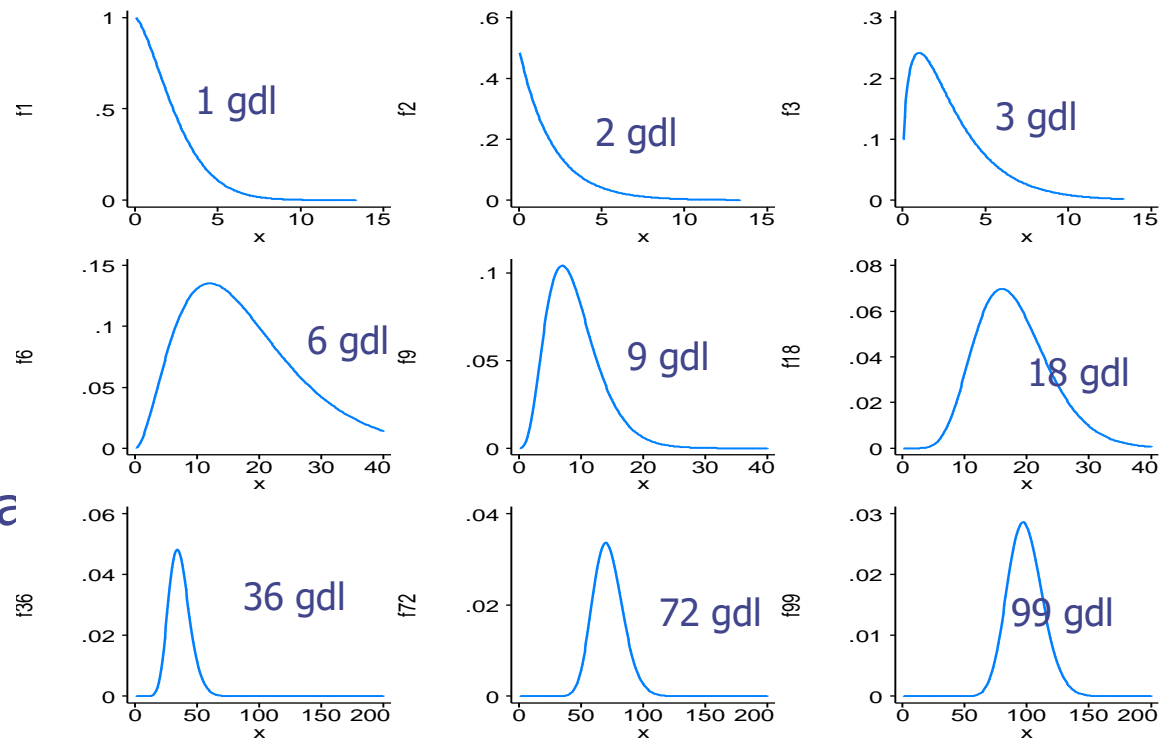 1
.5
0
f1
1 gdl
0 5 10 15
x
.6
.4
.2
0
f2
2 gdl
0 5 10 15
x
.3
.2
.1
0
f3
3 gdl
0 5 10 15
x
.15
.1
.05
0
f6
6 gdl
0 10 20 30 40
x
.1
.05
0
f9
9 gdl
0 10 20 30 40
x
.08
.06
.04
.02
0
f18
18 gdl
0 10 20 30 40
x
a
.06
.04
.02
0
f36
36 gdl
0 50 100 150 200
x
.04
.02
0
f72
72 gdl
0 50 100 150 200
x
.03
.02
.01
0
f99
99 gdl
0 50 100 150 200
x